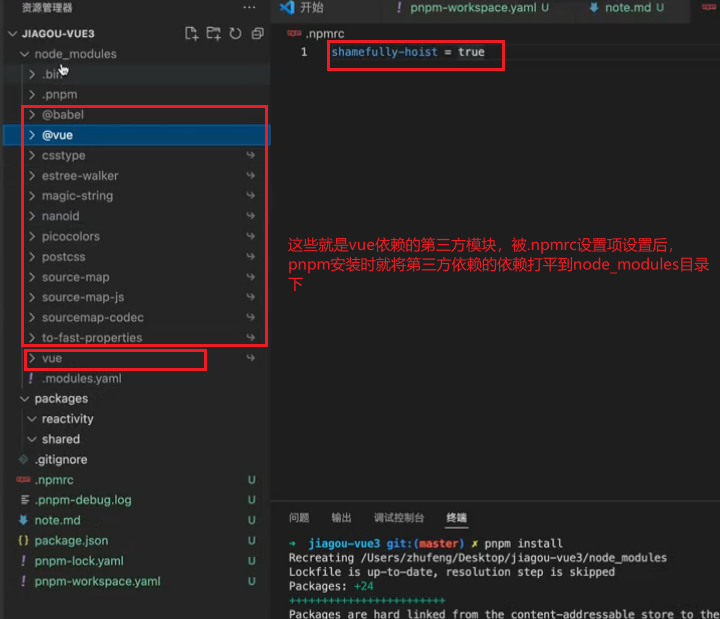 资源管理器
···
开始
! pnpm-workspace.yaml U
note.md U
JIAGOU-VUE3
node_modules
.bin
.pnpm
@babel
@vue
csstype
estree-walker
magic-string
nanoid
picocolors
postcss
source-map
source-map-js
sourcemap-codec
to-fast-properties
vue
! .modules.yaml
packages
reactivity
shared
.gitignore
.npmrc U
.pnpm-debug.log U
note.md U
{} package.json U
! pnpm-lock.yaml U
! pnpm-workspace.yaml U
.npmrc
1 shamefully-hoist = true
这些就是vue依赖的第三方模块，被.npmrc设置项设置后，
pnpm安装时就将第三方依赖的依赖打平到node_modules目录
下
问题 输出 调试控制台 终端
➜ jiagou-vue3 git:(master) ✗ pnpm install
Recreating /Users/zhufeng/Desktop/jiagou-vue3/node_modules
Lockfile is up-to-date, resolution step is skipped
Packages: +24
++++++++++++++++++++++++
Packages are hard linked from the content-addressable store to the